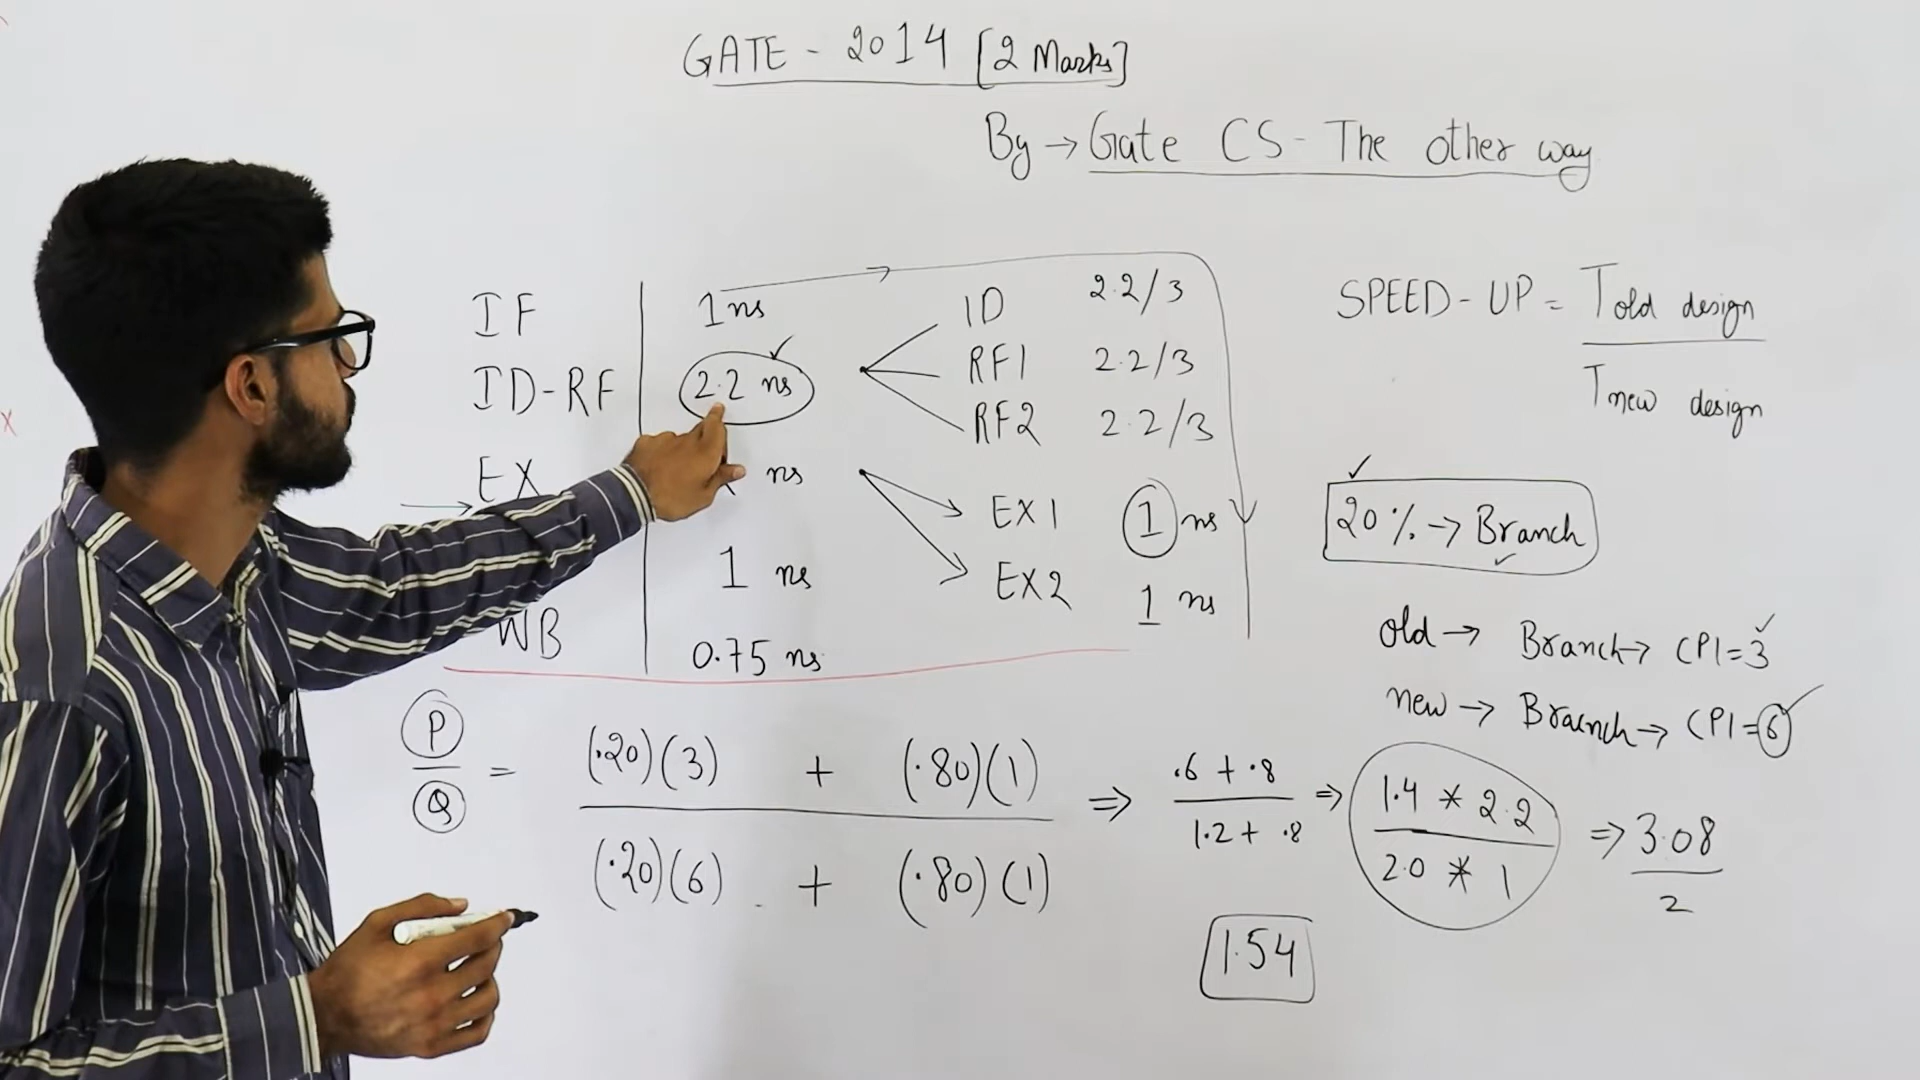 GATE - 2014 [2 Marks]
By → Gate CS - The other way
IF 1 ns
ID-RF 2.2 ns ✓
EX ns
1 ns
WB 0.75 ns
ID 2.2/3
RF1 2.2/3
RF2 2.2/3
EX1 1 ns
EX2 1 ns
SPEED-UP = T old design
T new design
20% → Branch
old → Branch → CPI = 3
new → Branch → CPI = 6
P = (.20)(3) + (.80)(1) ⇒ .6 + .8 ⇒ 1.4 * 2.2 ⇒ 3.08
Q (.20)(6) + (.80)(1) 1.2 + .8 2.0 * 1 2
1.54